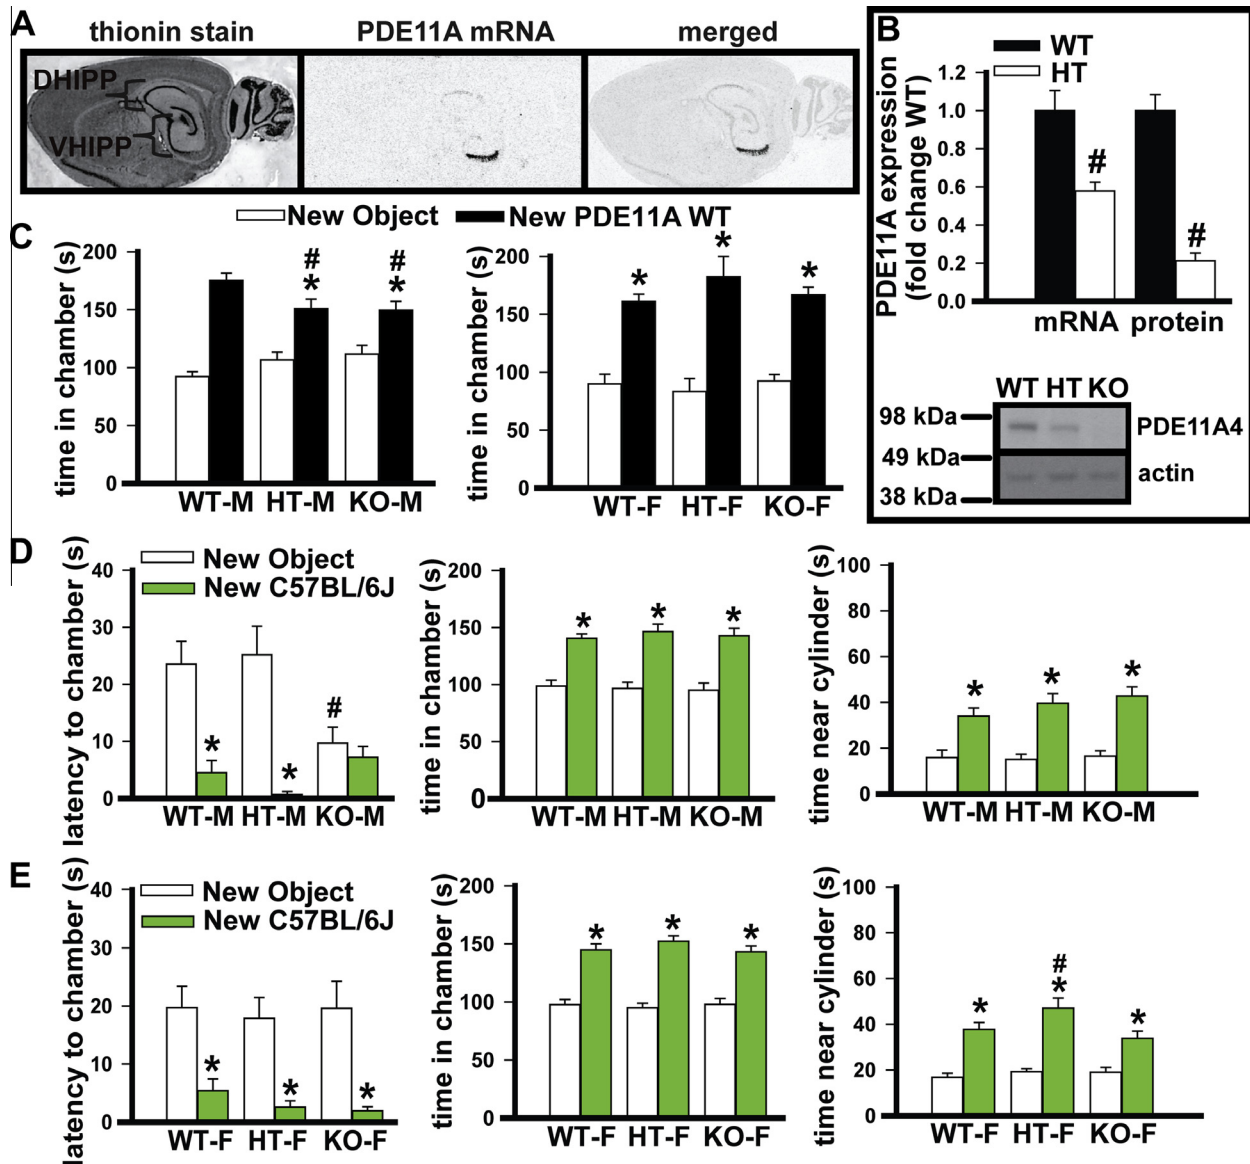 A
thionin stain
PDE11A mRNA
merged
DHIPP
VHIPP
B
WT
HT
PDE11A expression
(fold change WT)
1.2
1.0
0.8
0.6
0.4
0.2
0.0
#
#
mRNA
protein
WT HT KO
98 kDa
49 kDa
38 kDa
PDE11A4
actin
C
New Object
New PDE11A WT
time in chamber (s)
200
150
100
50
0
#
*
#
*
WT-M
HT-M
KO-M
time in chamber (s)
200
150
100
50
0
*
*
*
WT-F
HT-F
KO-F
D
New Object
New C57BL/6J
latency to chamber (s)
40
30
20
10
0
*
*
#
WT-M
HT-M
KO-M
time in chamber (s)
200
150
100
50
0
*
*
*
WT-M
HT-M
KO-M
time near cylinder (s)
100
80
60
40
20
0
*
*
*
WT-M
HT-M
KO-M
E
New Object
New C57BL/6J
latency to chamber (s)
40
30
20
10
0
*
*
*
WT-F
HT-F
KO-F
time in chamber (s)
200
150
100
50
0
*
*
*
WT-F
HT-F
KO-F
time near cylinder (s)
100
80
60
40
20
0
*
#
*
*
WT-F
HT-F
KO-F